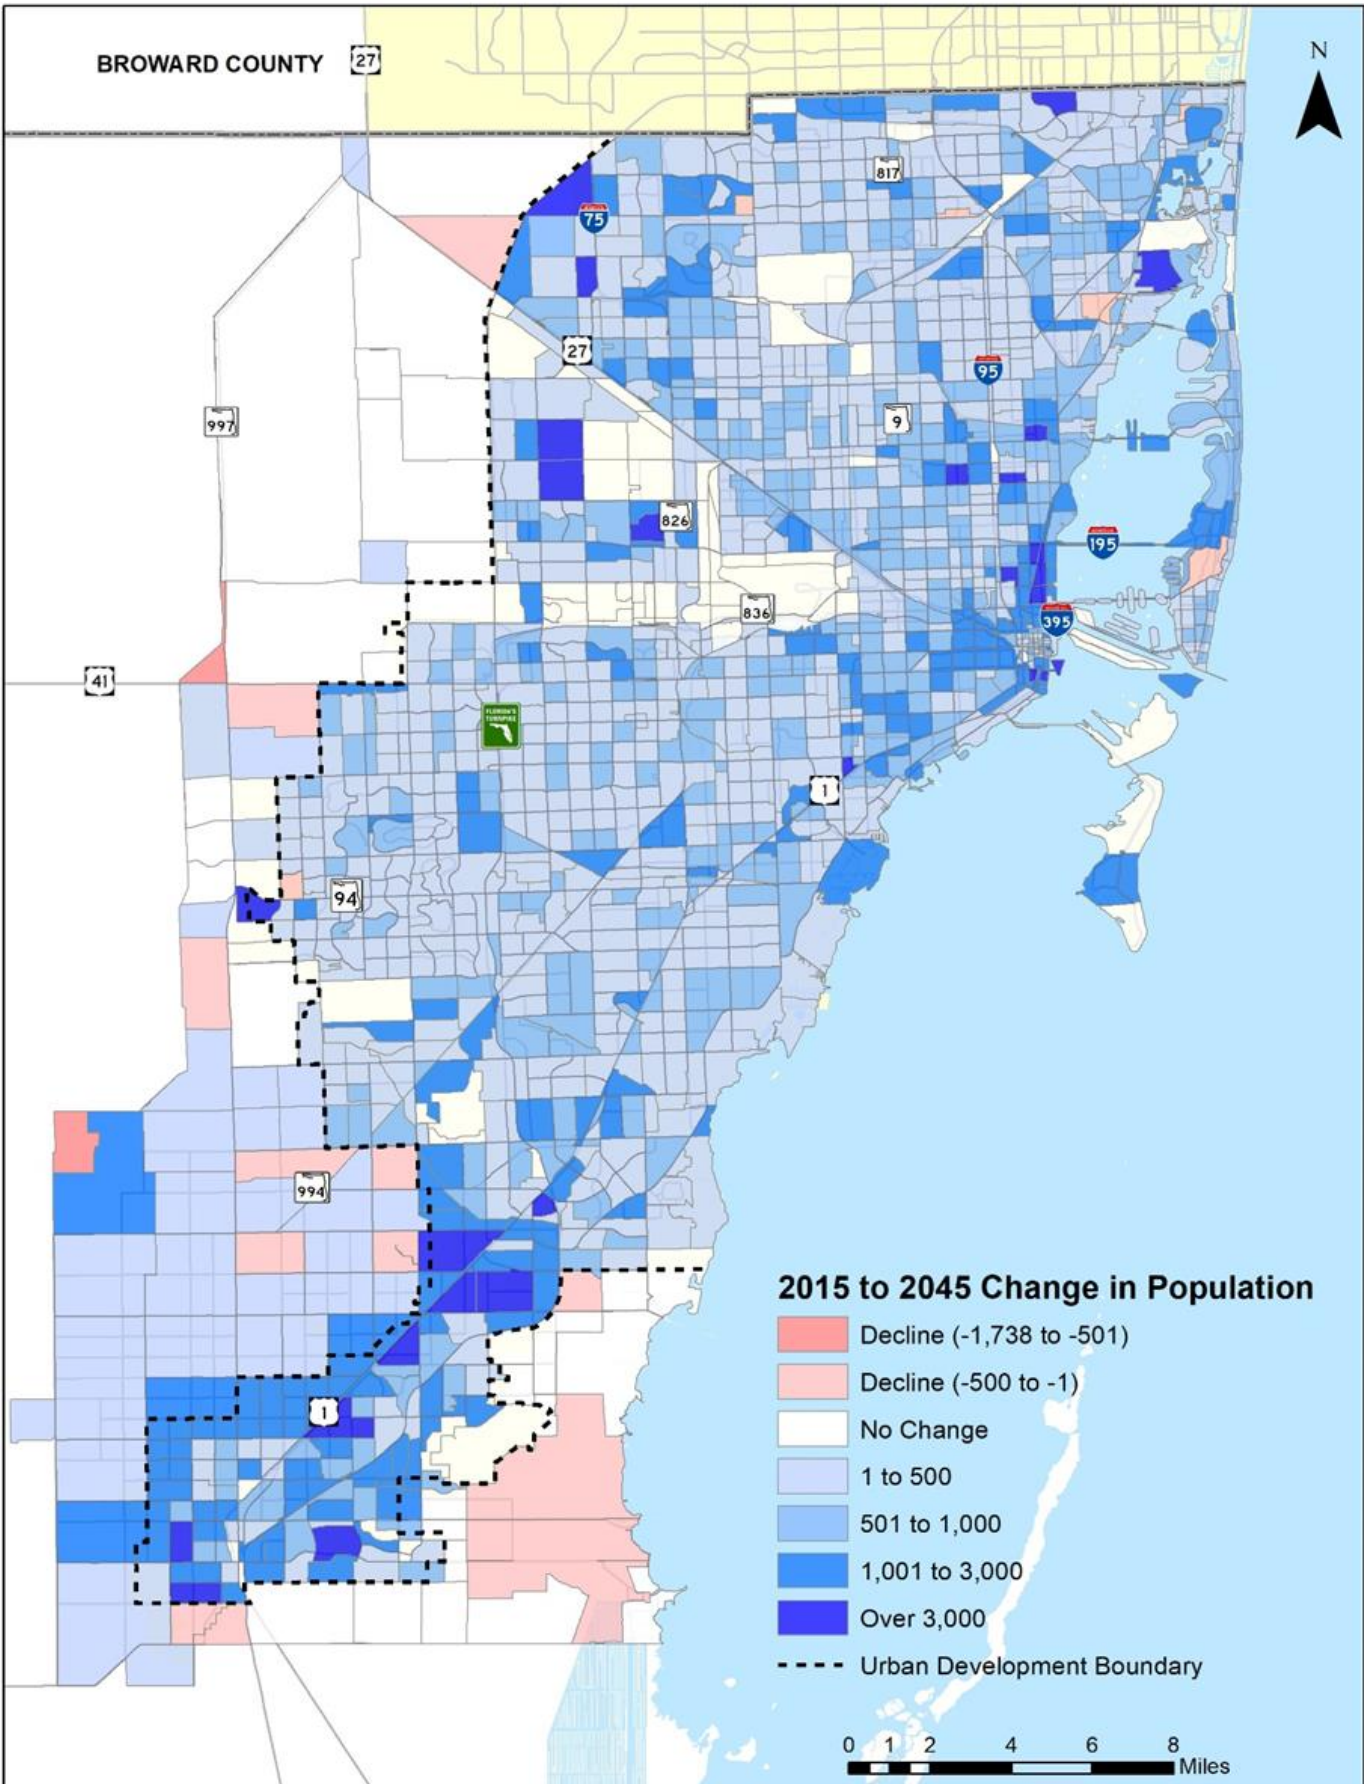 BROWARD COUNTY
27
N
817
75
27
95
997
9
826
195
836
395
41
FLORIDA'S
TURNPIKE
1
94
994
2015 to 2045 Change in Population
Decline (-1,738 to -501)
Decline (-500 to -1)
No Change
1
1 to 500
501 to 1,000
1,001 to 3,000
Over 3,000
Urban Development Boundary
0 1 2 4 6 8
Miles